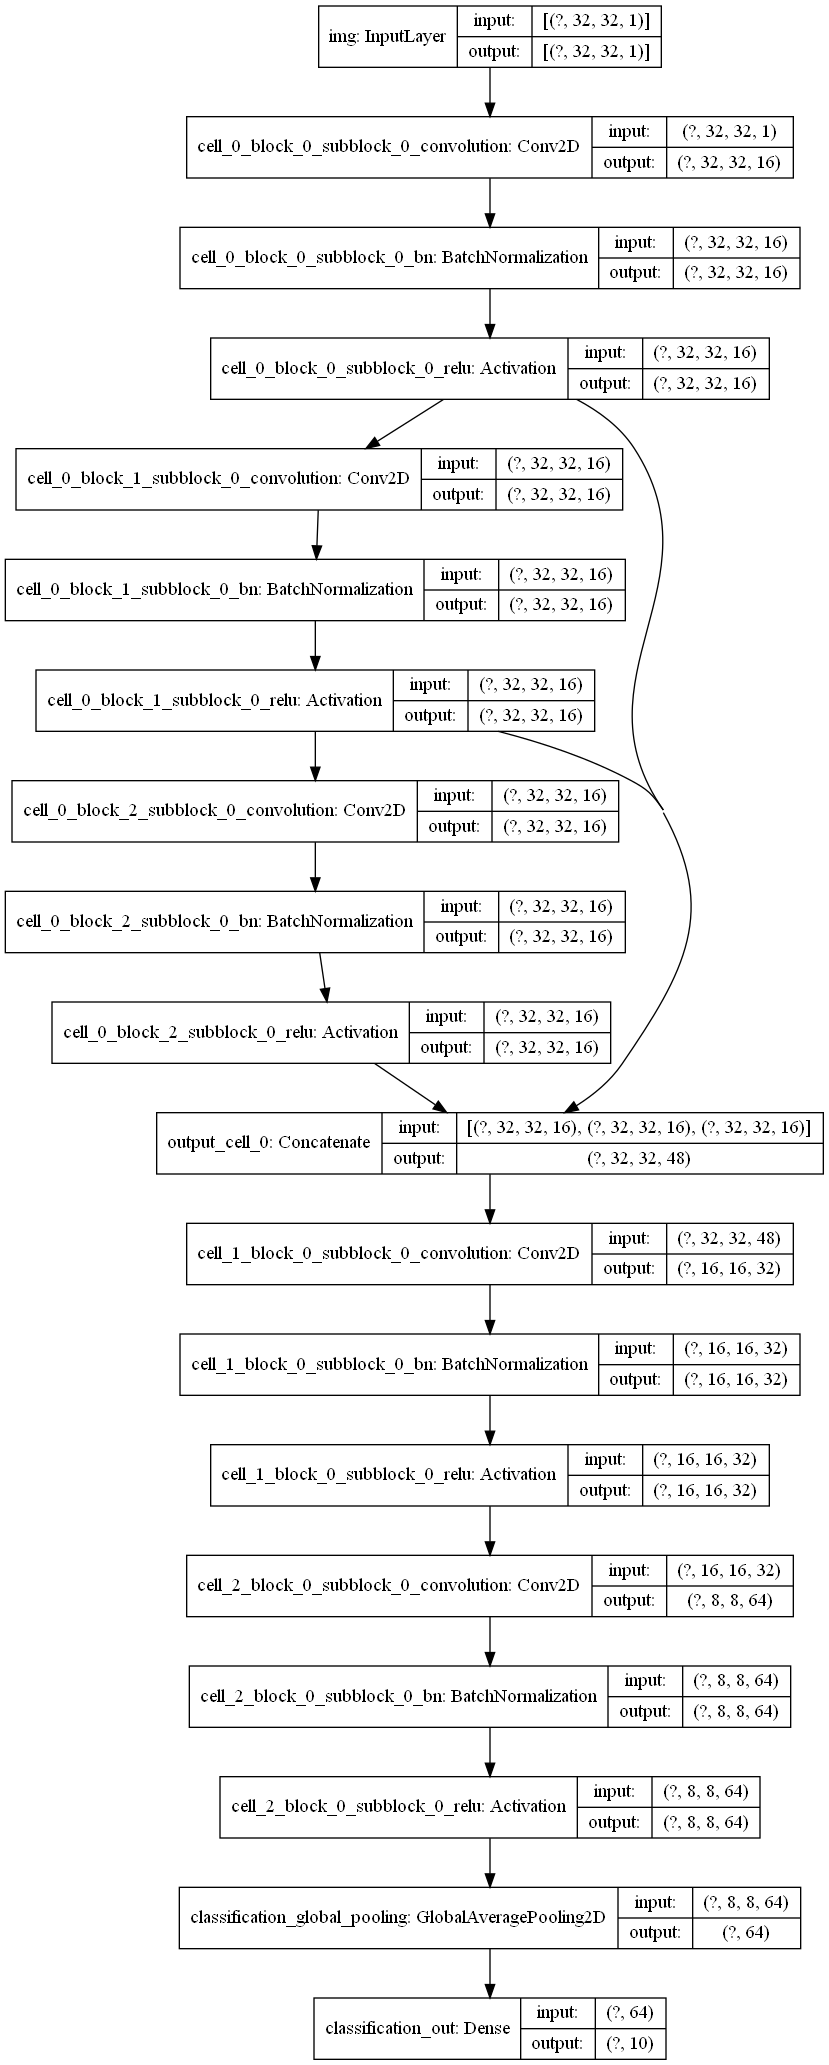 img: InputLayer
input: [(?, 32, 32, 1)]
output: [(?, 32, 32, 1)]
cell_0_block_0_subblock_0_convolution: Conv2D
input: (?, 32, 32, 1)
output: (?, 32, 32, 16)
cell_0_block_0_subblock_0_bn: BatchNormalization
input: (?, 32, 32, 16)
output: (?, 32, 32, 16)
cell_0_block_0_subblock_0_relu: Activation
input: (?, 32, 32, 16)
output: (?, 32, 32, 16)
cell_0_block_1_subblock_0_convolution: Conv2D
input: (?, 32, 32, 16)
output: (?, 32, 32, 16)
cell_0_block_1_subblock_0_bn: BatchNormalization
input: (?, 32, 32, 16)
output: (?, 32, 32, 16)
cell_0_block_1_subblock_0_relu: Activation
input: (?, 32, 32, 16)
output: (?, 32, 32, 16)
cell_0_block_2_subblock_0_convolution: Conv2D
input: (?, 32, 32, 16)
output: (?, 32, 32, 16)
cell_0_block_2_subblock_0_bn: BatchNormalization
input: (?, 32, 32, 16)
output: (?, 32, 32, 16)
cell_0_block_2_subblock_0_relu: Activation
input: (?, 32, 32, 16)
output: (?, 32, 32, 16)
output_cell_0: Concatenate
input: [(?, 32, 32, 16), (?, 32, 32, 16), (?, 32, 32, 16)]
output: (?, 32, 32, 48)
cell_1_block_0_subblock_0_convolution: Conv2D
input: (?, 32, 32, 48)
output: (?, 16, 16, 32)
cell_1_block_0_subblock_0_bn: BatchNormalization
input: (?, 16, 16, 32)
output: (?, 16, 16, 32)
cell_1_block_0_subblock_0_relu: Activation
input: (?, 16, 16, 32)
output: (?, 16, 16, 32)
cell_2_block_0_subblock_0_convolution: Conv2D
input: (?, 16, 16, 32)
output: (?, 8, 8, 64)
cell_2_block_0_subblock_0_bn: BatchNormalization
input: (?, 8, 8, 64)
output: (?, 8, 8, 64)
cell_2_block_0_subblock_0_relu: Activation
input: (?, 8, 8, 64)
output: (?, 8, 8, 64)
classification_global_pooling: GlobalAveragePooling2D
input: (?, 8, 8, 64)
output: (?, 64)
classification_out: Dense
input: (?, 64)
output: (?, 10)